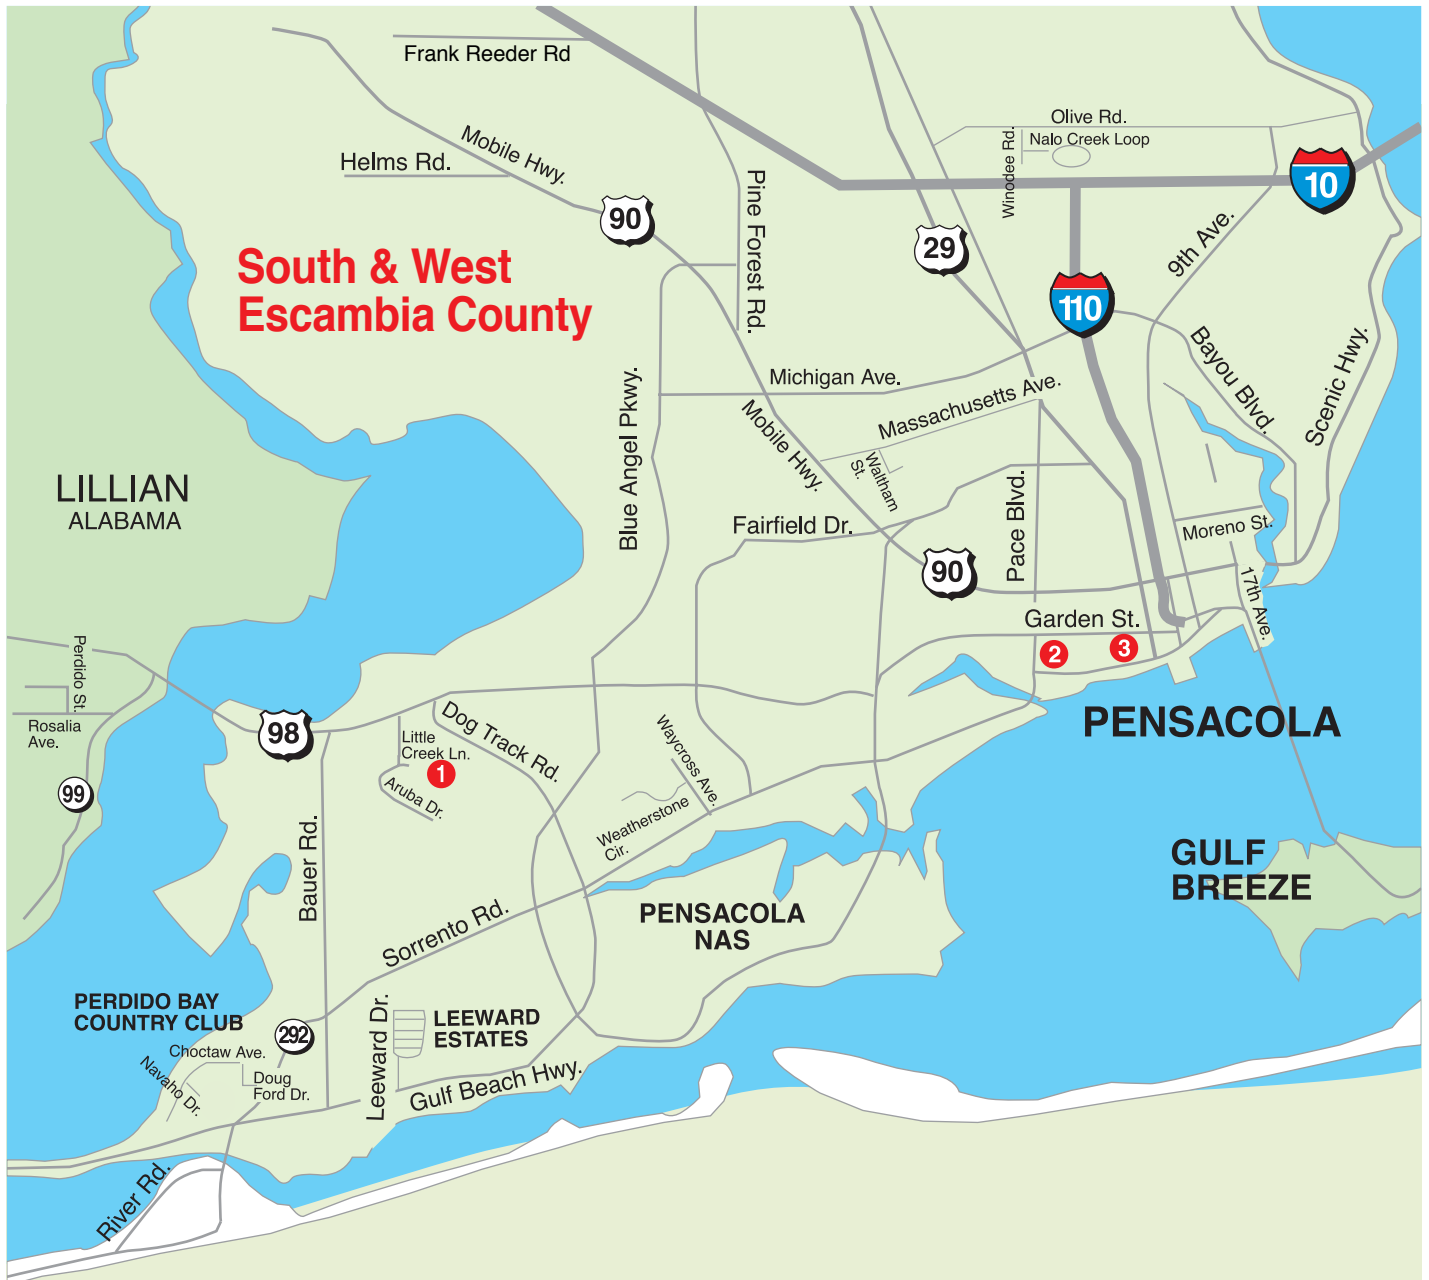 Frank Reeder Rd
Olive Rd.
Nalo Creek Loop
Winodee Rd.
Mobile Hwy.
Helms Rd.
10
90
Pine Forest Rd.
29
9th Ave.
South & West
Escambia County
110
Bayou Blvd.
Scenic Hwy.
Michigan Ave.
Massachusetts Ave.
Blue Angel Pkwy.
Mobile Hwy.
Waltham
St.
LILLIAN
ALABAMA
Fairfield Dr.
Pace Blvd.
Moreno St.
90
17th Ave.
Garden St.
2
3
Perdido St.
Rosalia
Ave.
98
Dog Track Rd.
Little
Creek Ln.
1
Aruba Dr.
Waycross Ave.
PENSACOLA
99
Weatherstone
Cir.
Bauer Rd.
GULF
BREEZE
PENSACOLA
NAS
Sorrento Rd.
PERDIDO BAY
COUNTRY CLUB
292
Leeward Dr.
LEEWARD
ESTATES
Choctaw Ave.
Navaho Dr.
Doug
Ford Dr.
Gulf Beach Hwy.
River Rd.